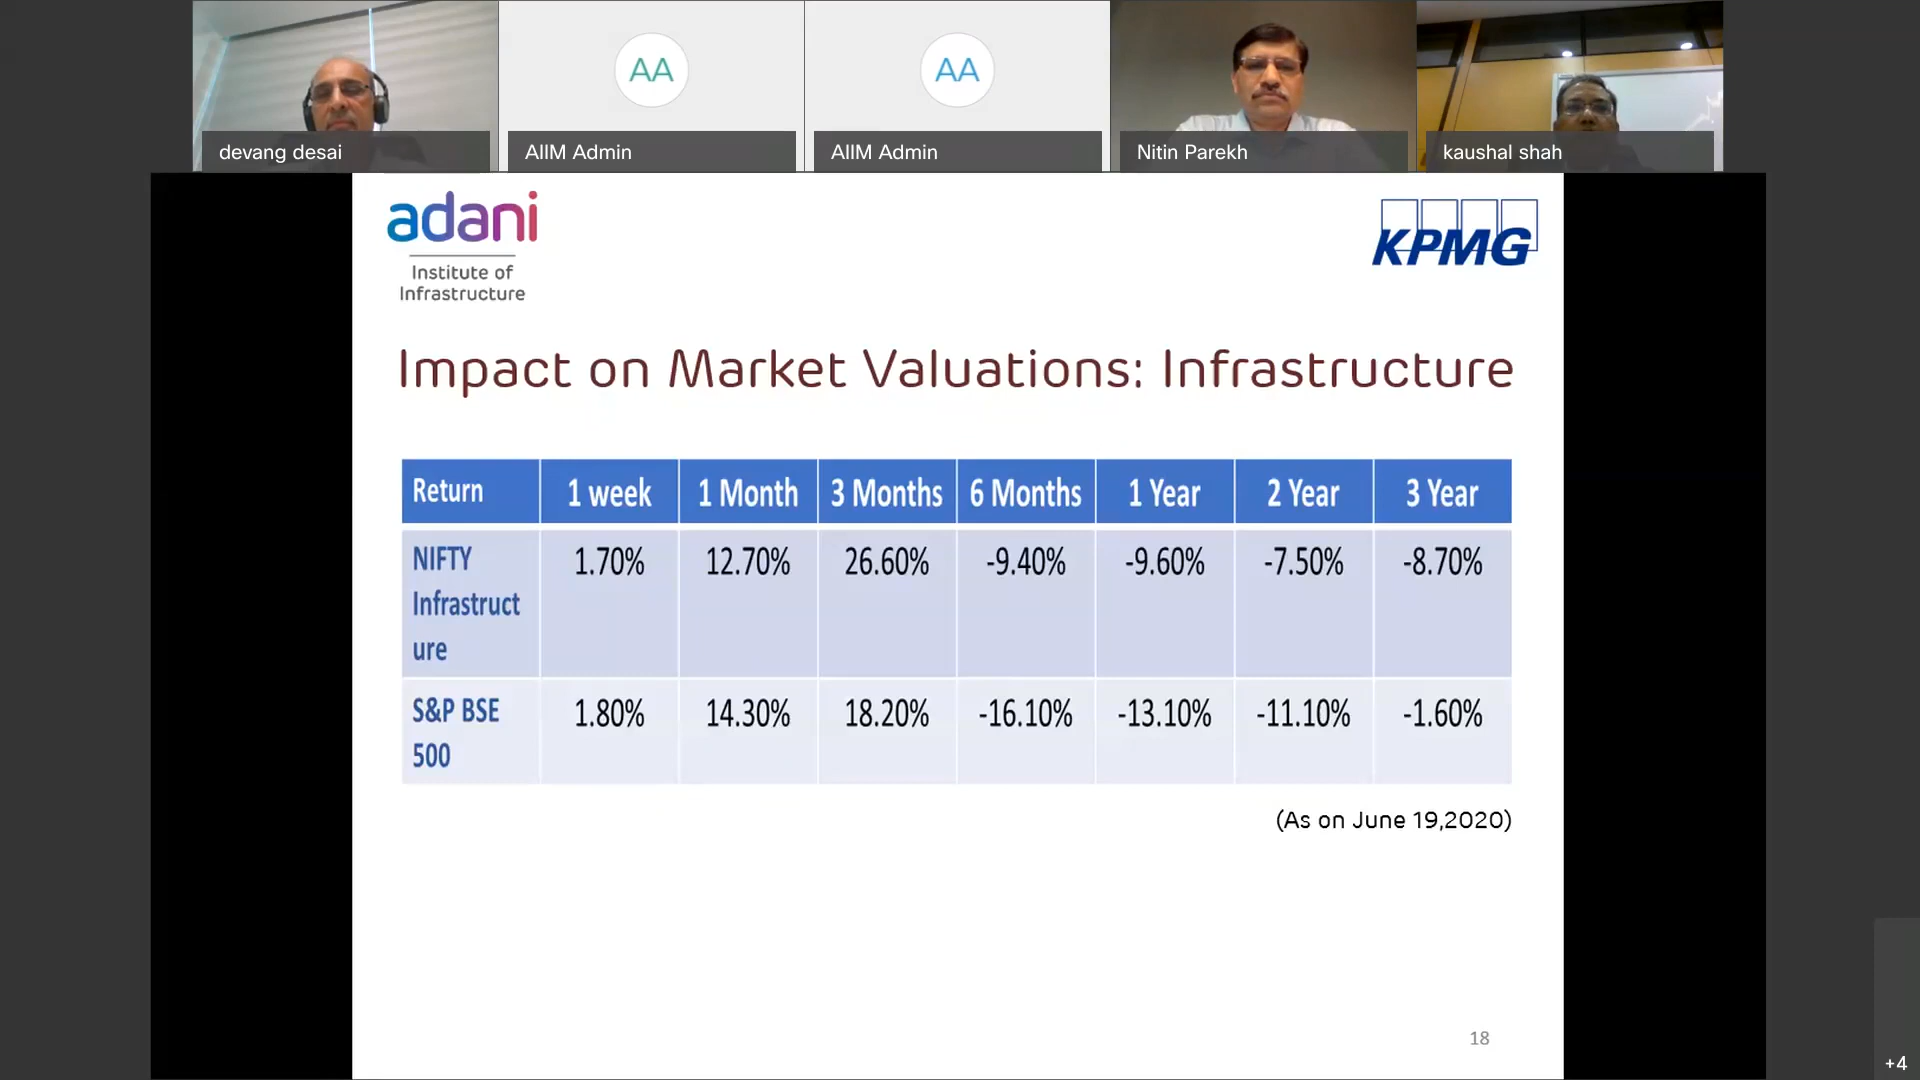 AA
AA
devang desai
AIIM Admin
AIIM Admin
Nitin Parekh
kaushal shah
adani
Institute of
Infrastructure
KPMG
Impact on Market Valuations: Infrastructure
Return 1 week 1 Month 3 Months 6 Months 1 Year 2 Year 3 Year
NIFTY 1.70% 12.70% 26.60% -9.40% -9.60% -7.50% -8.70%
Infrastruct
ure
S&P BSE 1.80% 14.30% 18.20% -16.10% -13.10% -11.10% -1.60%
500
(As on June 19,2020)
18
+4